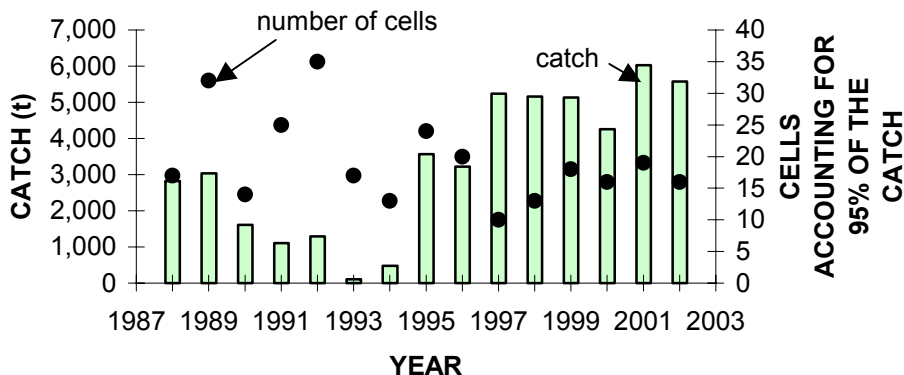 number of cells
catch
CATCH (t)
7,000
6,000
5,000
4,000
3,000
2,000
1,000
0
40
35
30
25
20
15
10
5
0
CELLS
ACCOUNTING FOR
95% OF THE
CATCH
1987 1989 1991 1993 1995 1997 1999 2001 2003
YEAR